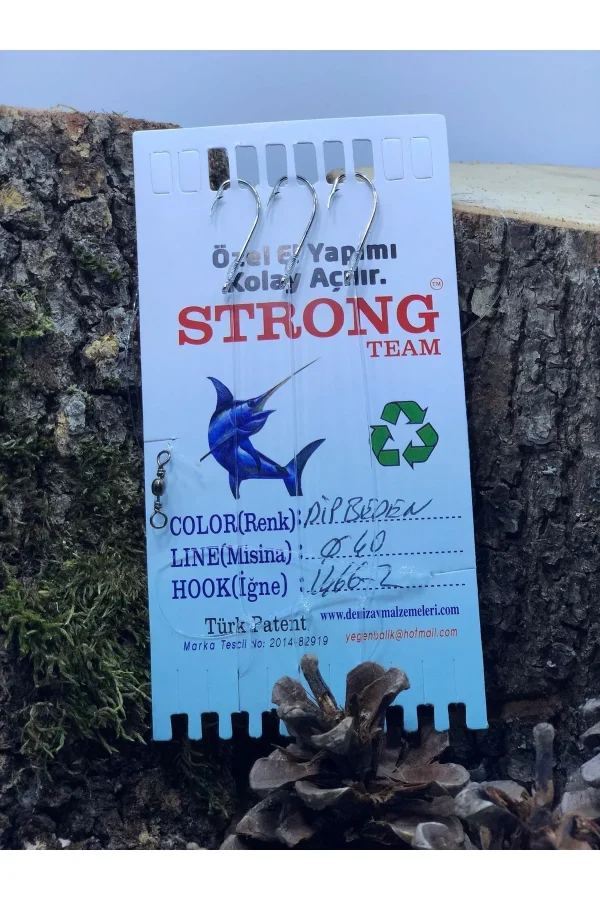 Özel El Yapımı
Kolay Açılır.
STRONG™
TEAM
COLOR(Renk): DİP BEDEN
LINE(Misina) : Ø 40
HOOK(İğne) : 1466-2
www.denizavmalzemeleri.com
Türk Patent
Marka Tescil No: 2014 82919
yegenbalik@hotmail.com